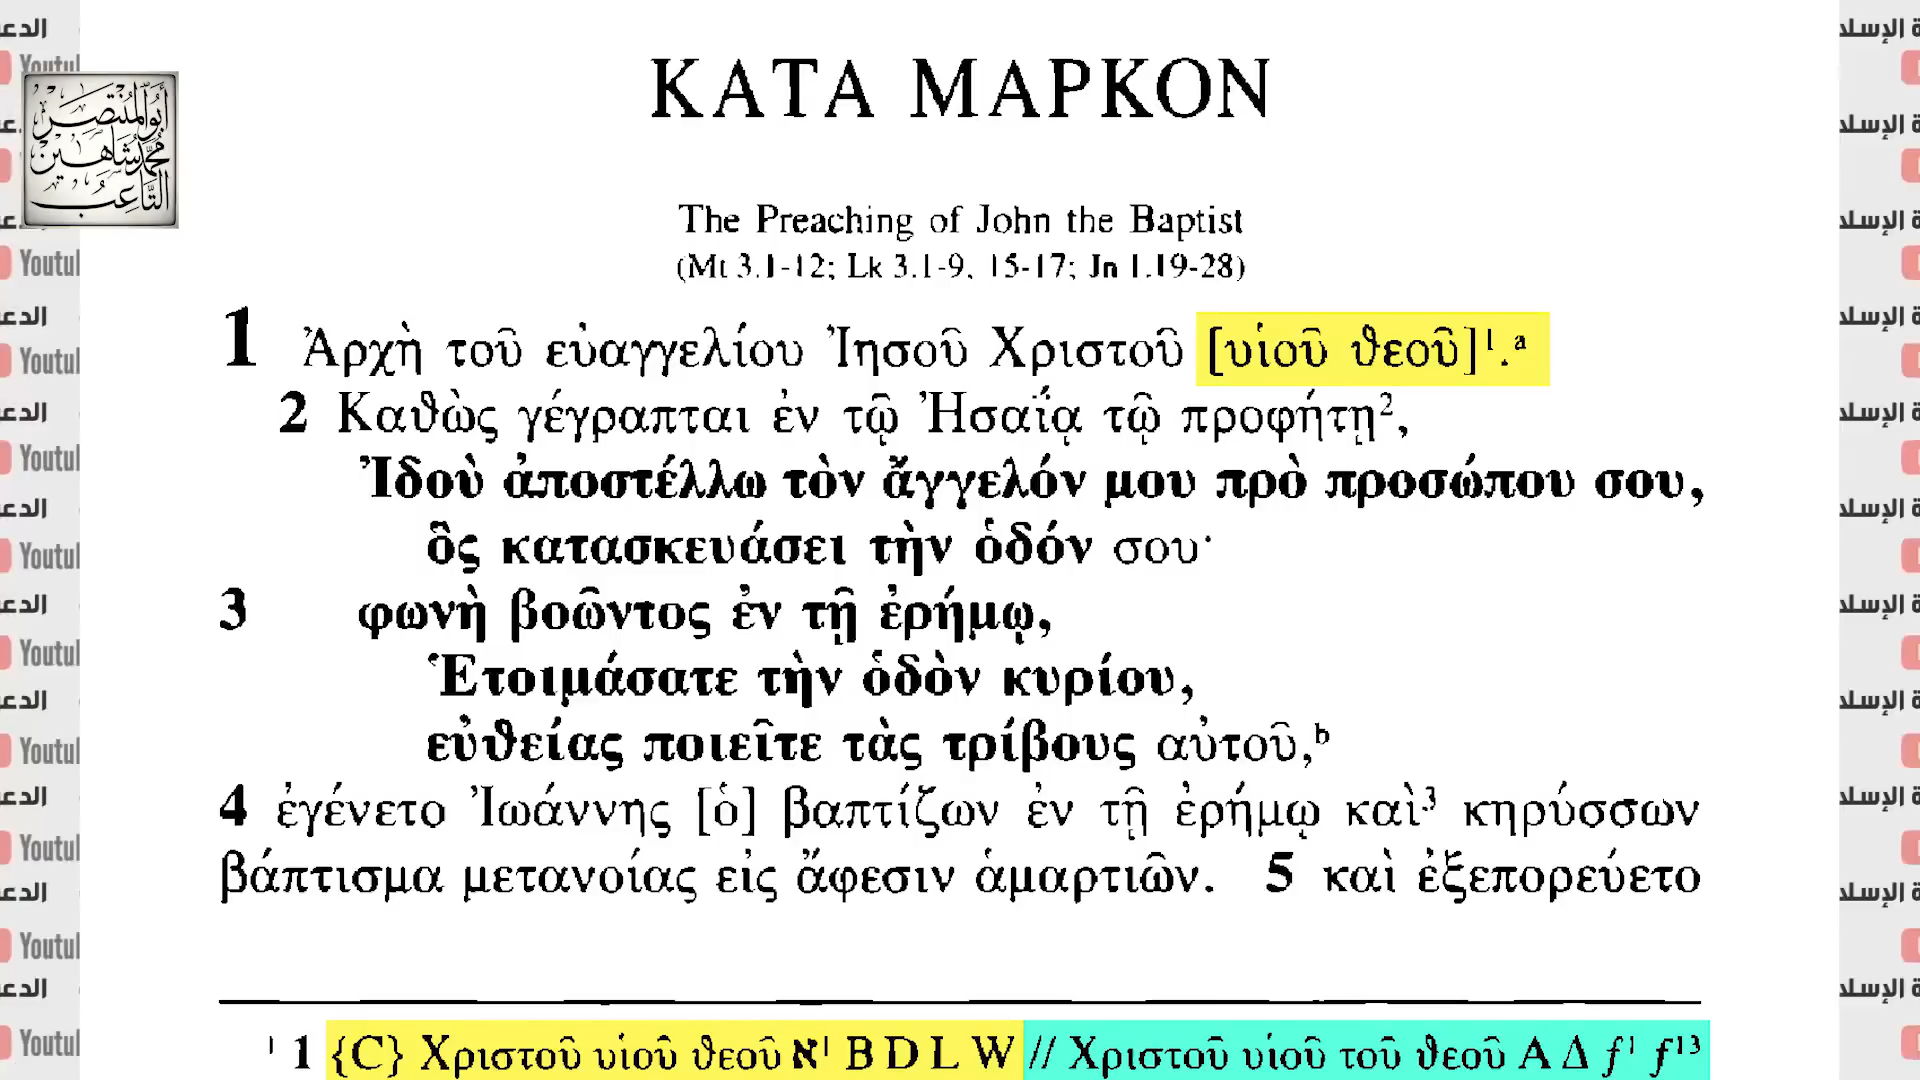 ΚΑΤΑ ΜΑΡΚΟΝ
أبو المنتصر
محمد شاهين
التاعب
The Preaching of John the Baptist
(Mt 3.1-12; Lk 3.1-9, 15-17; Jn 1.19-28)
1 Ἀρχὴ τοῦ εὐαγγελίου Ἰησοῦ Χριστοῦ [υἱοῦ θεοῦ]¹.ᵃ
2 Καθὼς γέγραπται ἐν τῷ Ἠσαΐᾳ τῷ προφήτῃ²,
Ἰδοὺ ἀποστέλλω τὸν ἄγγελόν μου πρὸ προσώπου σου,
ὃς κατασκευάσει τὴν ὁδόν σου·
3 φωνὴ βοῶντος ἐν τῇ ἐρήμῳ,
Ἑτοιμάσατε τὴν ὁδὸν κυρίου,
εὐθείας ποιεῖτε τὰς τρίβους αὐτοῦ,ᵇ
4 ἐγένετο Ἰωάννης [ὁ] βαπτίζων ἐν τῇ ἐρήμῳ καὶ³ κηρύσσων
βάπτισμα μετανοίας εἰς ἄφεσιν ἁμαρτιῶν. 5 καὶ ἐξεπορεύετο
¹ 1 {C} Χριστοῦ υἱοῦ θεοῦ א¹ B D L W // Χριστοῦ υἱοῦ τοῦ θεοῦ A Δ f¹ f¹³